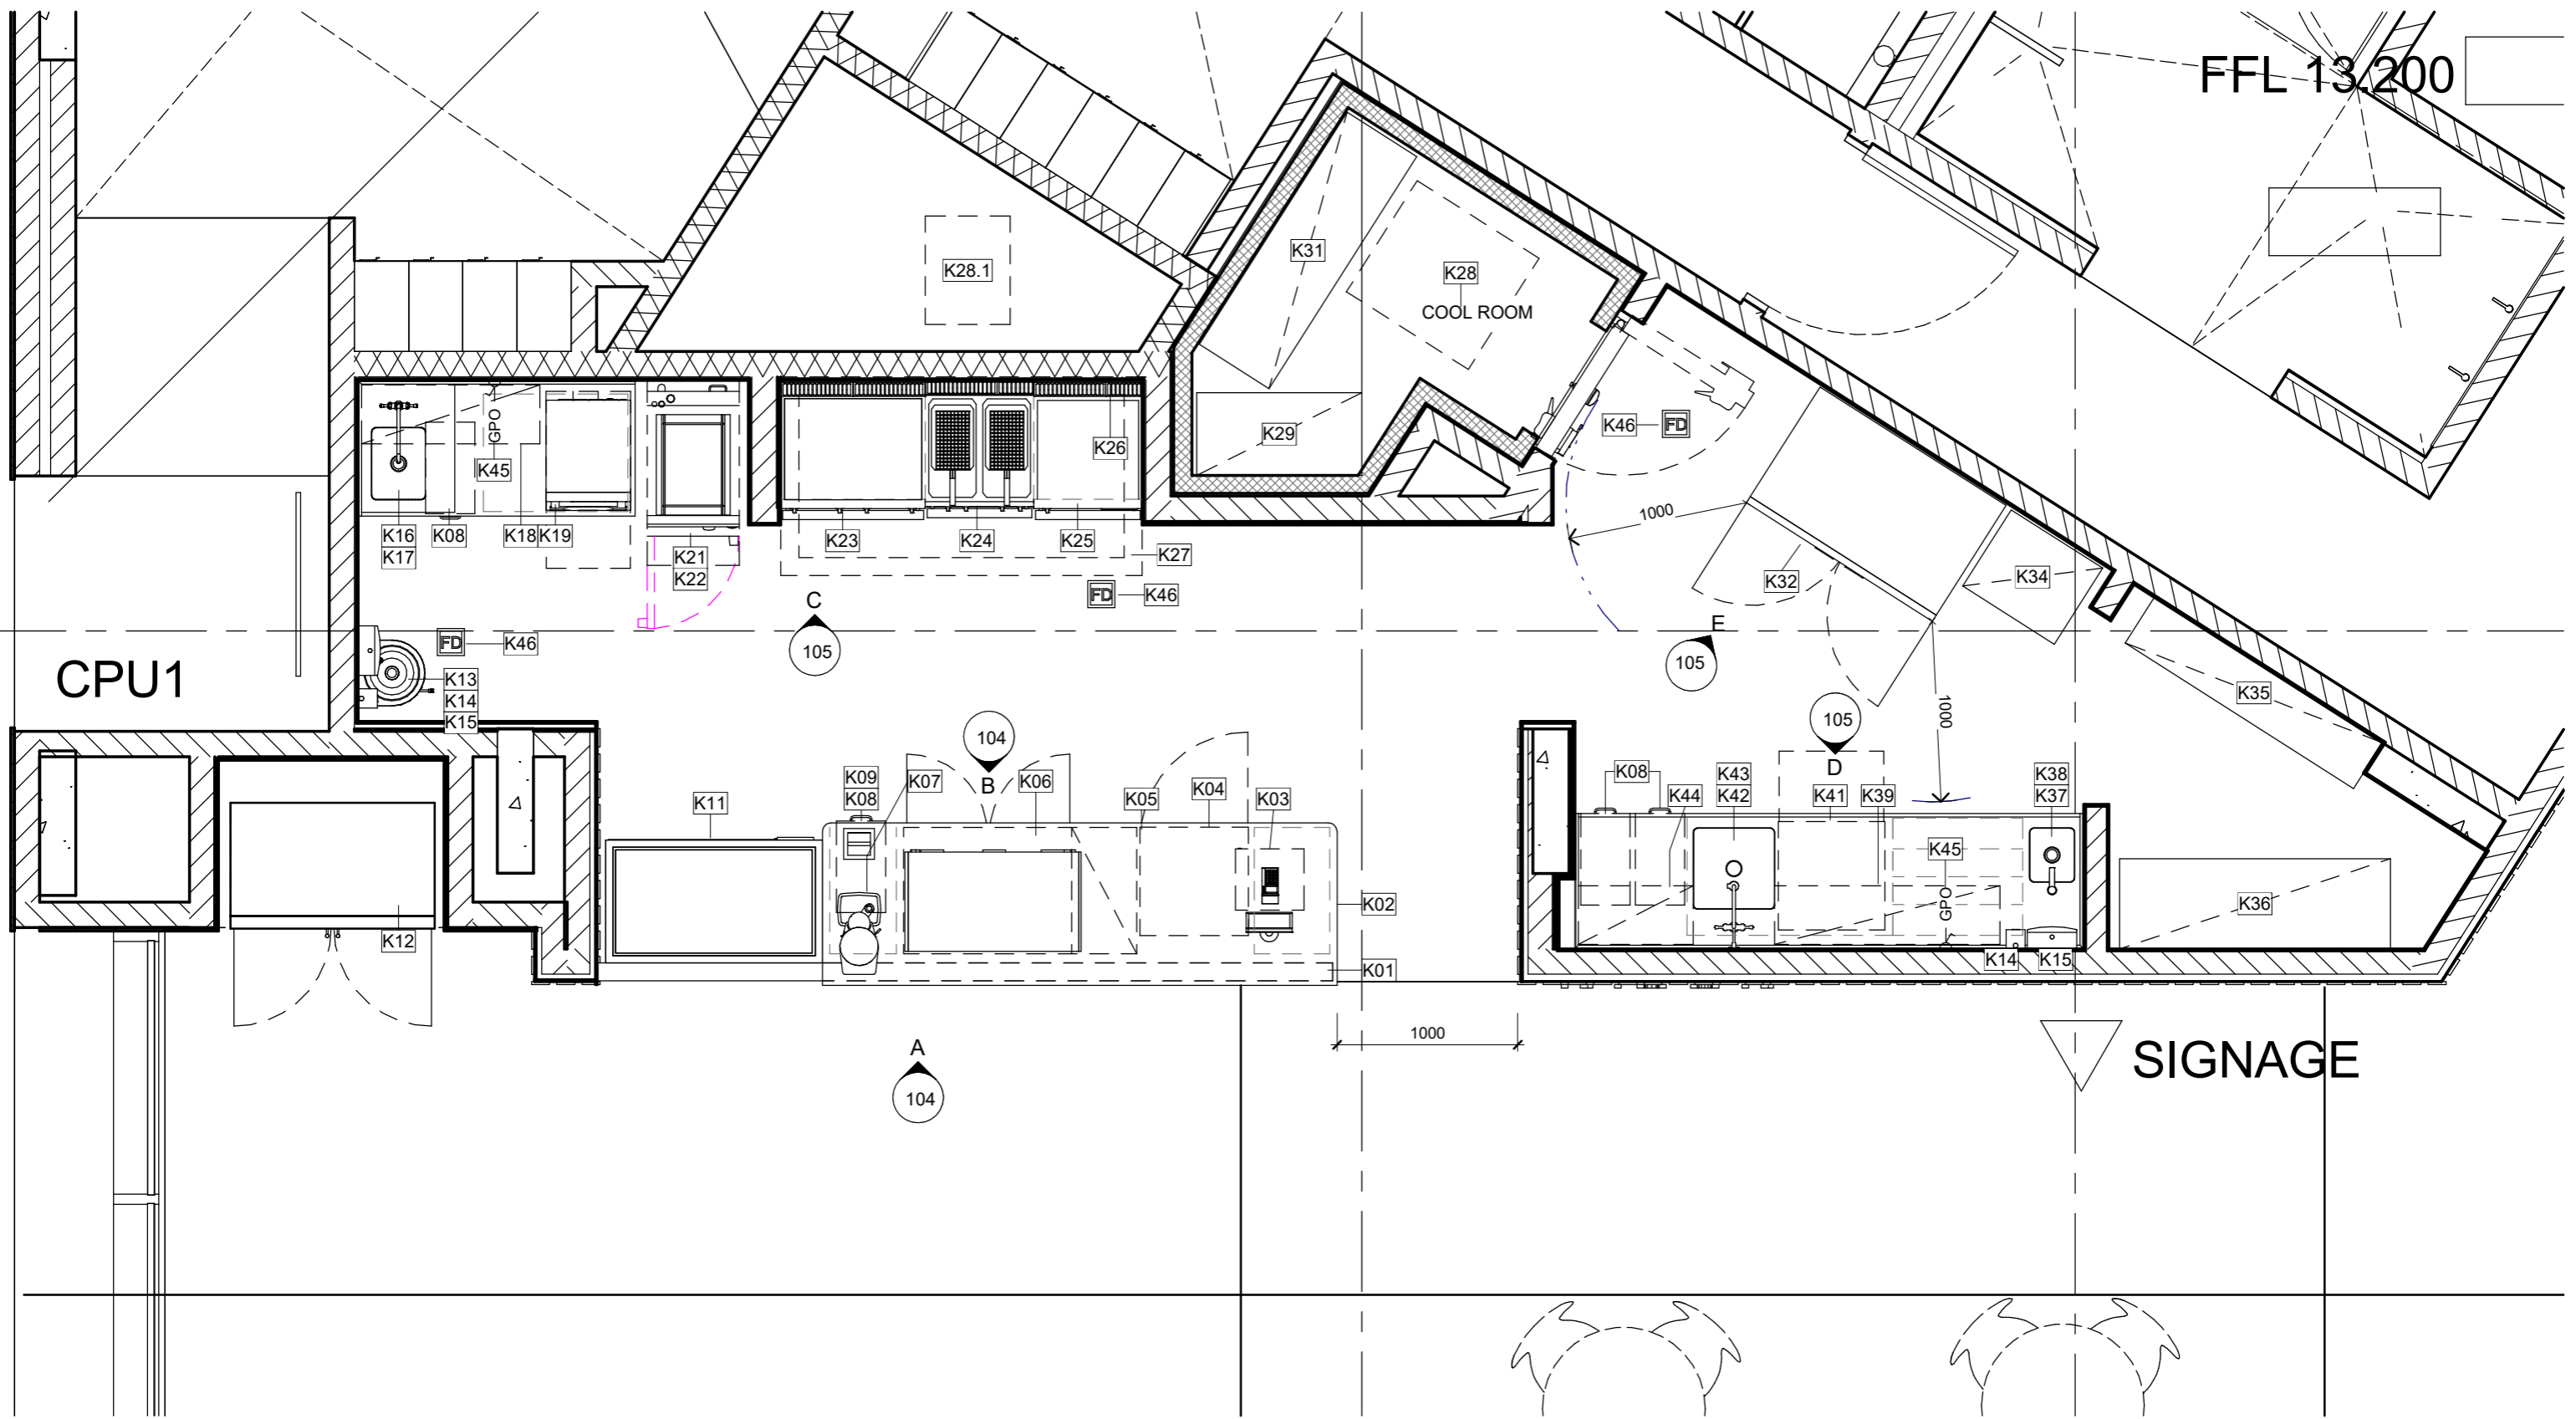 FFL 13,200
K31
K28.1
K28
COOL ROOM
K29
K46
FD
GPO
K45
K26
K16
K17
K08
K18
K19
K21
K22
K23
K24
K25
K27
1000
K32
K34
FD
K46
C
105
E
105
FD
K46
CPU1
K13
K14
K15
K35
1000
104
B
105
D
K09
K08
K07
K06
K05
K04
K03
K11
K08
K44
K43
K42
K41
K39
K38
K37
K45
GPO
K02
K36
K12
K01
K14
K15
1000
A
104
SIGNAGE